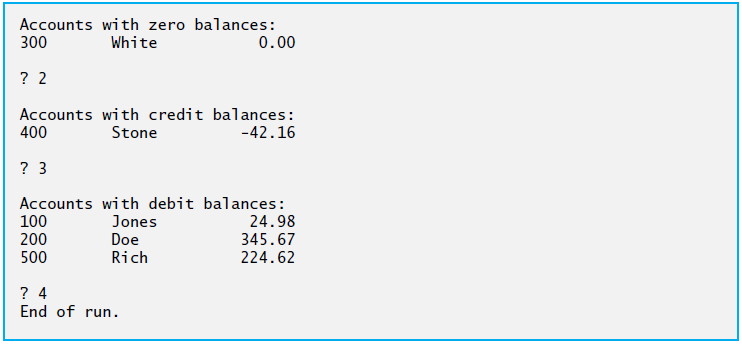 Accounts with zero balances:
300 White 0.00
? 2
Accounts with credit balances:
400 Stone -42.16
? 3
Accounts with debit balances:
100 Jones 24.98
200 Doe 345.67
500 Rich 224.62
? 4
End of run.